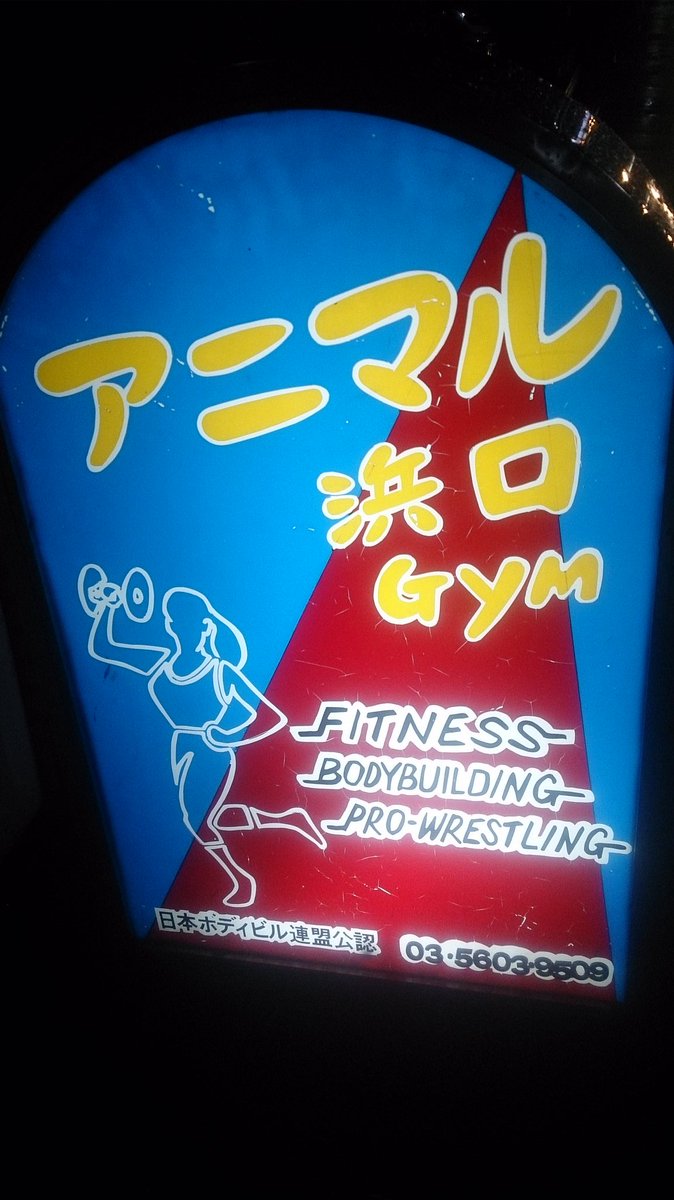 アニマル
浜口
Gym
FITNESS
BODYBUILDING
PRO-WRESTLING
日本ボディビル連盟公認
03・5603・9509